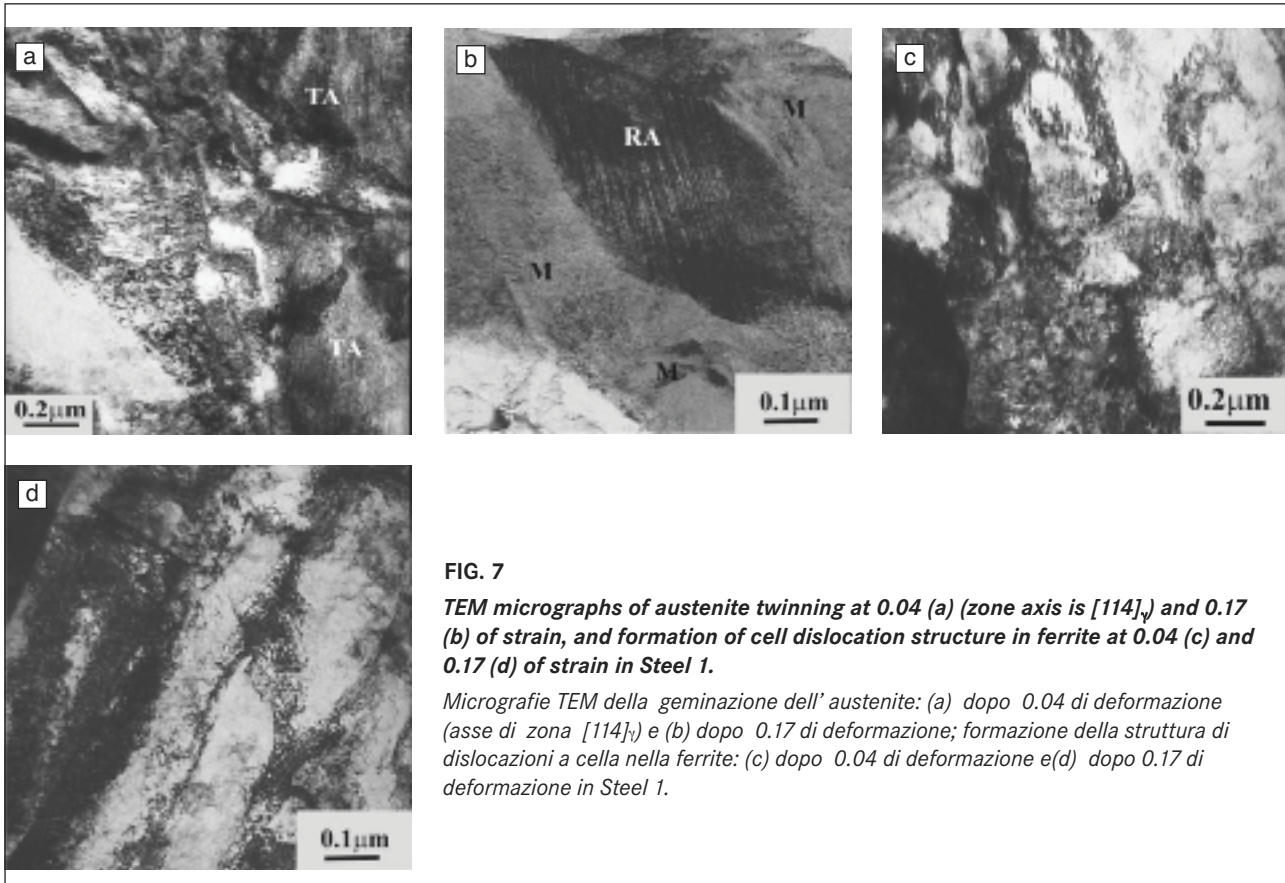 a
TA
TA
0.2μm
b
M
RA
M
M
0.1μm
c
0.2μm
d
0.1μm
FIG. 7
TEM micrographs of austenite twinning at 0.04 (a) (zone axis is [114]γ) and 0.17
(b) of strain, and formation of cell dislocation structure in ferrite at 0.04 (c) and
0.17 (d) of strain in Steel 1.
Micrografie TEM della geminazione dell' austenite: (a) dopo 0.04 di deformazione
(asse di zona [114]γ) e (b) dopo 0.17 di deformazione; formazione della struttura di
dislocazioni a cella nella ferrite: (c) dopo 0.04 di deformazione e(d) dopo 0.17 di
deformazione in Steel 1.